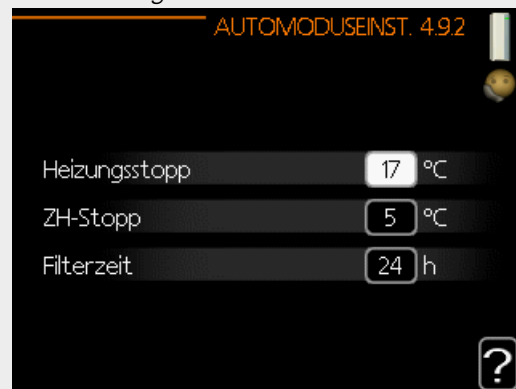 AUTOMODUSEINST. 4.9.2
Heizungsstopp 17 °C
ZH-Stopp 5 °C
Filterzeit 24 h
?